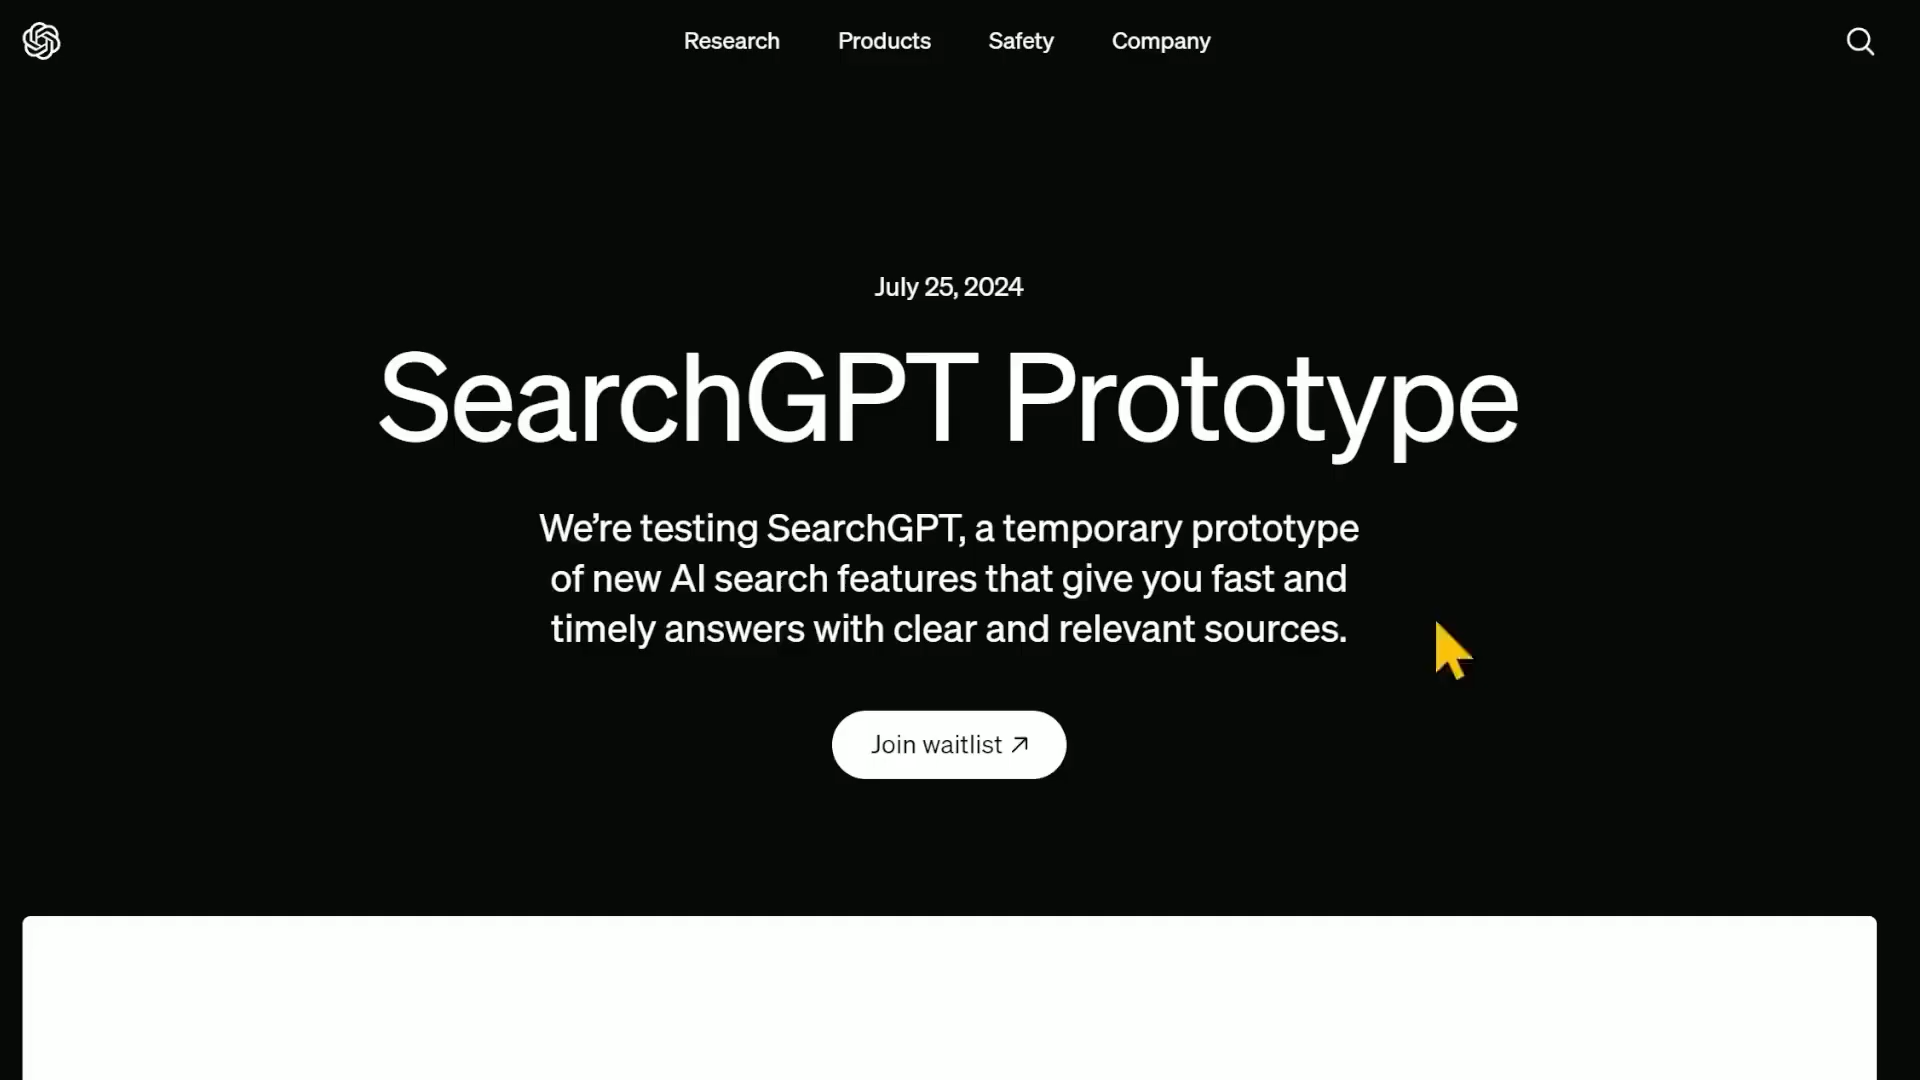 Research
Products
Safety
Company
July 25, 2024
SearchGPT Prototype
We’re testing SearchGPT, a temporary prototype
of new AI search features that give you fast and
timely answers with clear and relevant sources.
Join waitlist ↗